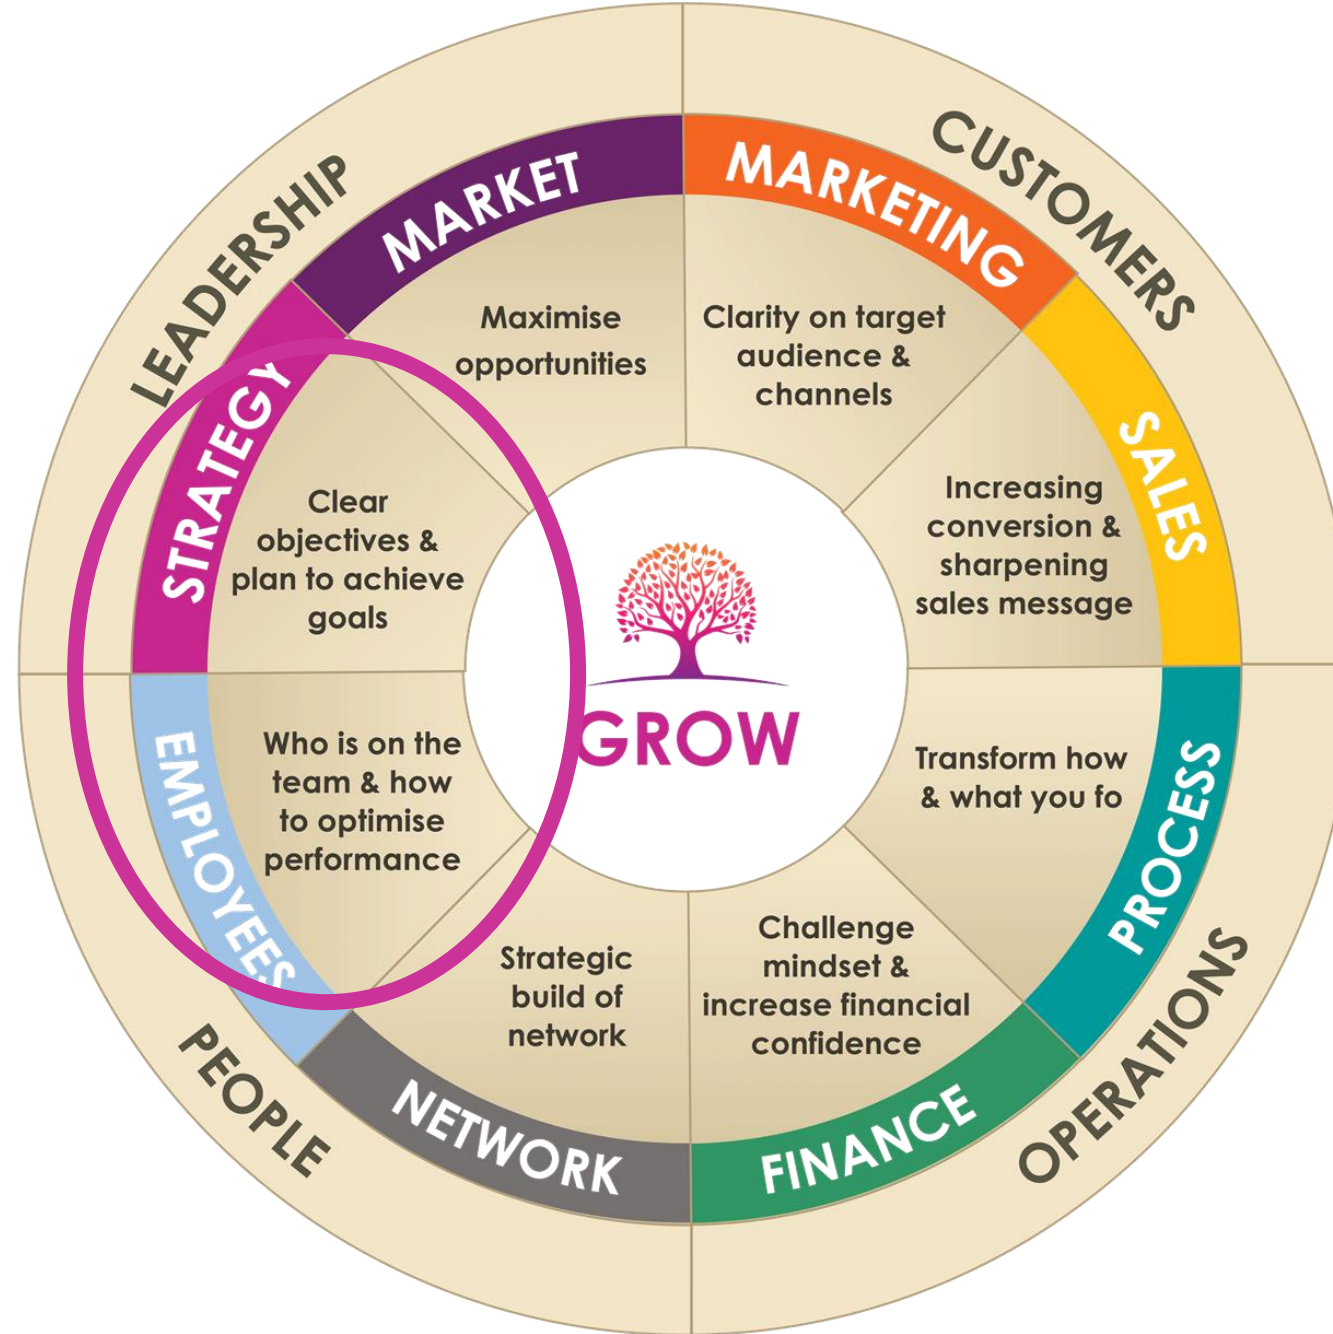 LEADERSHIP
CUSTOMERS
MARKET
MARKETING
STRATEGY
SALES
Maximise
opportunities
Clarity on target
audience &
channels
Clear
objectives &
plan to achieve
goals
Increasing
conversion &
sharpening
sales message
GROW
EMPLOYEES
Who is on the
team & how
to optimise
performance
Transform how
& what you fo
PROCESS
Strategic
build of
network
Challenge
mindset &
increase financial
confidence
NETWORK
FINANCE
PEOPLE
OPERATIONS